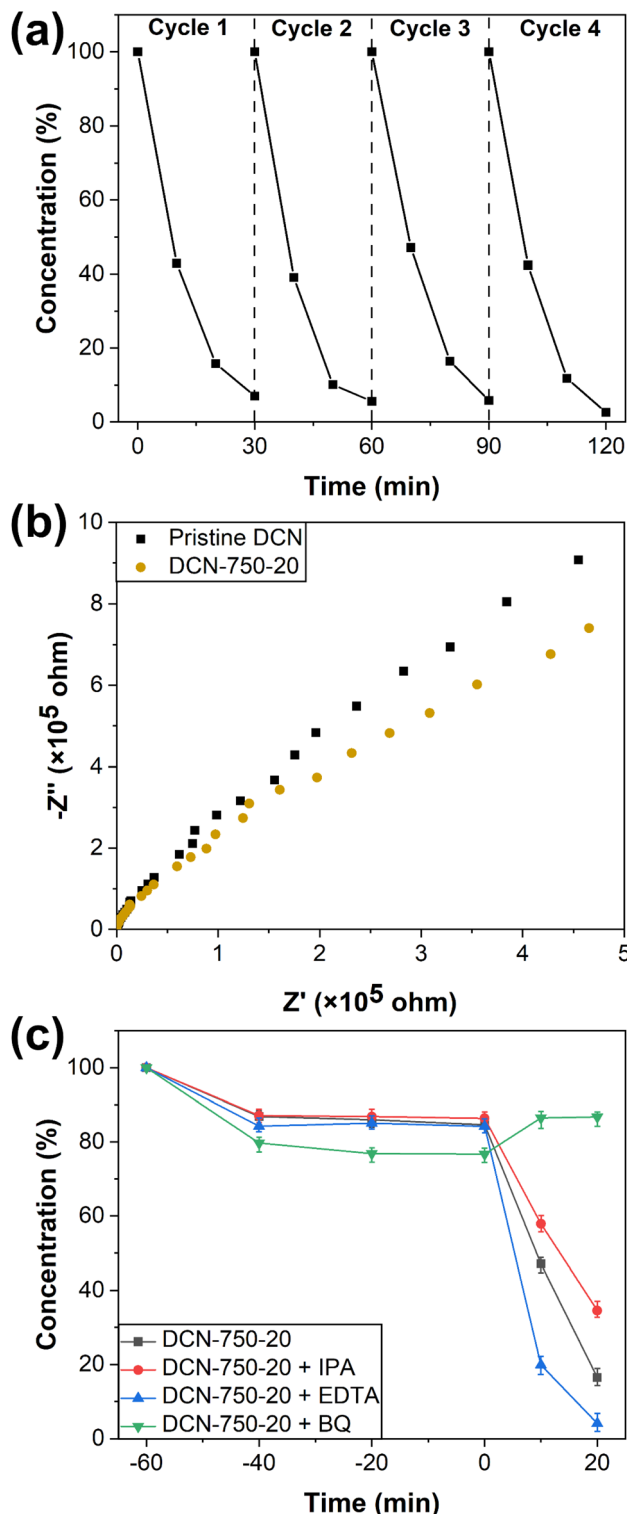 (a)
Cycle 1 Cycle 2 Cycle 3 Cycle 4
100
80
60
40
20
0
Concentration (%)
0 30 60 90 120
Time (min)
(b)
Pristine DCN
DCN-750-20
10
8
6
4
2
0
-Z" (×10⁵ ohm)
0 1 2 3 4 5
Z' (×10⁵ ohm)
(c)
100
80
60
40
20
0
Concentration (%)
DCN-750-20
DCN-750-20 + IPA
DCN-750-20 + EDTA
DCN-750-20 + BQ
-60 -40 -20 0 20
Time (min)